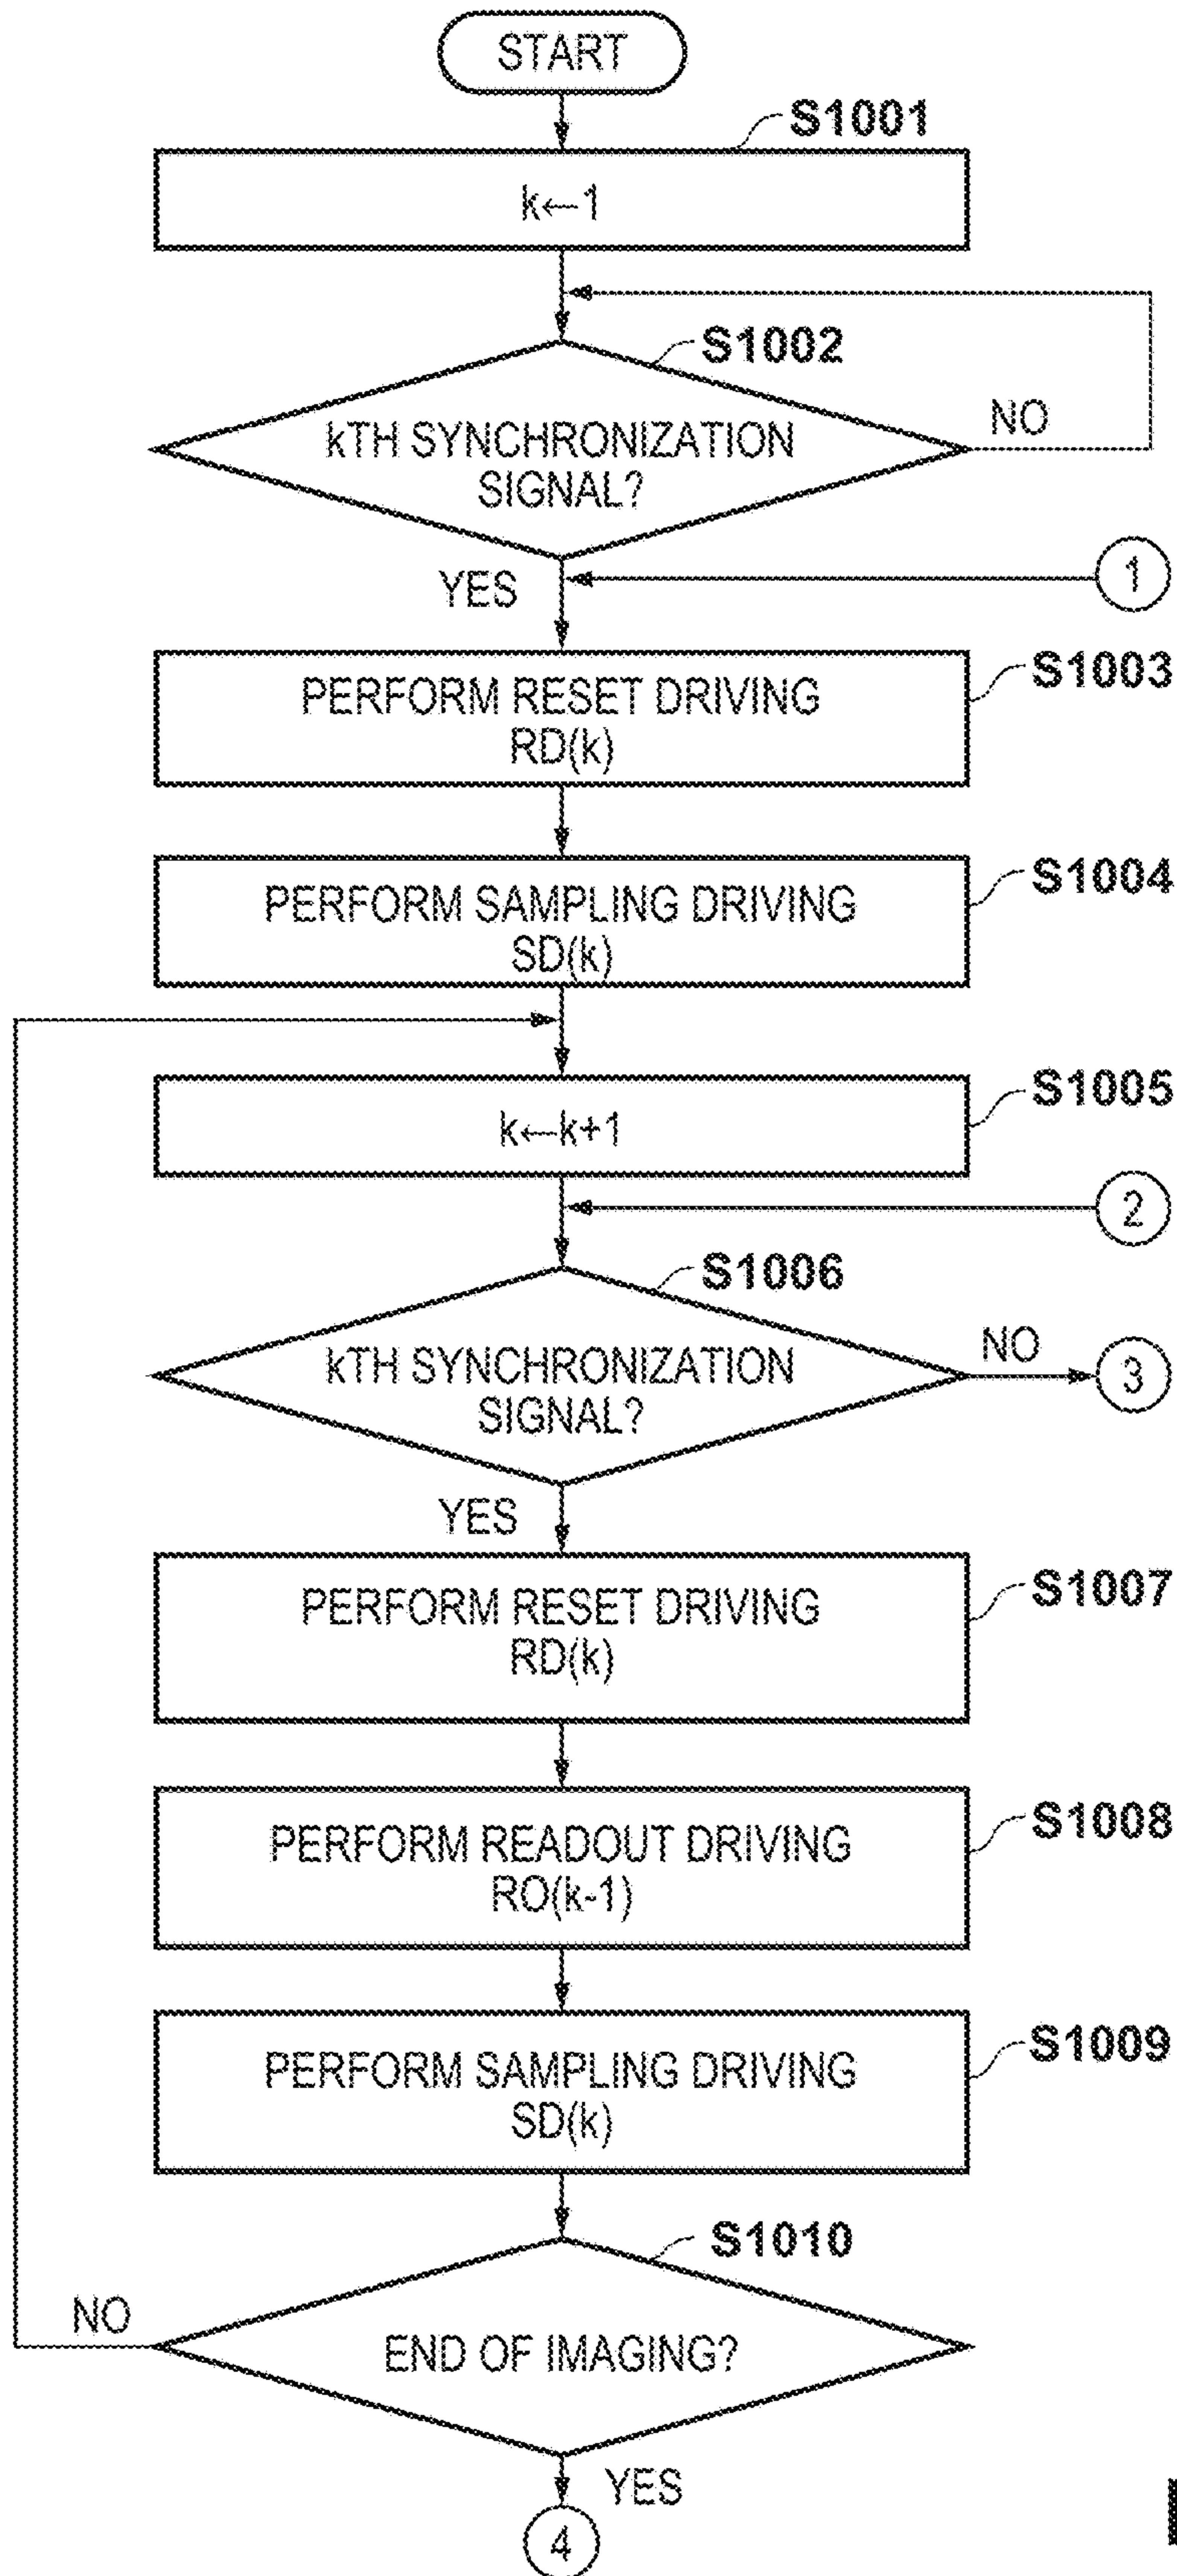 START
S1001
k←1
S1002
kTH SYNCHRONIZATION
SIGNAL?
NO
YES
1
S1003
PERFORM RESET DRIVING
RD(k)
S1004
PERFORM SAMPLING DRIVING
SD(k)
S1005
k←k+1
2
S1006
kTH SYNCHRONIZATION
SIGNAL?
NO
3
YES
S1007
PERFORM RESET DRIVING
RD(k)
S1008
PERFORM READOUT DRIVING
RO(k-1)
S1009
PERFORM SAMPLING DRIVING
SD(k)
S1010
NO
END OF IMAGING?
YES
4